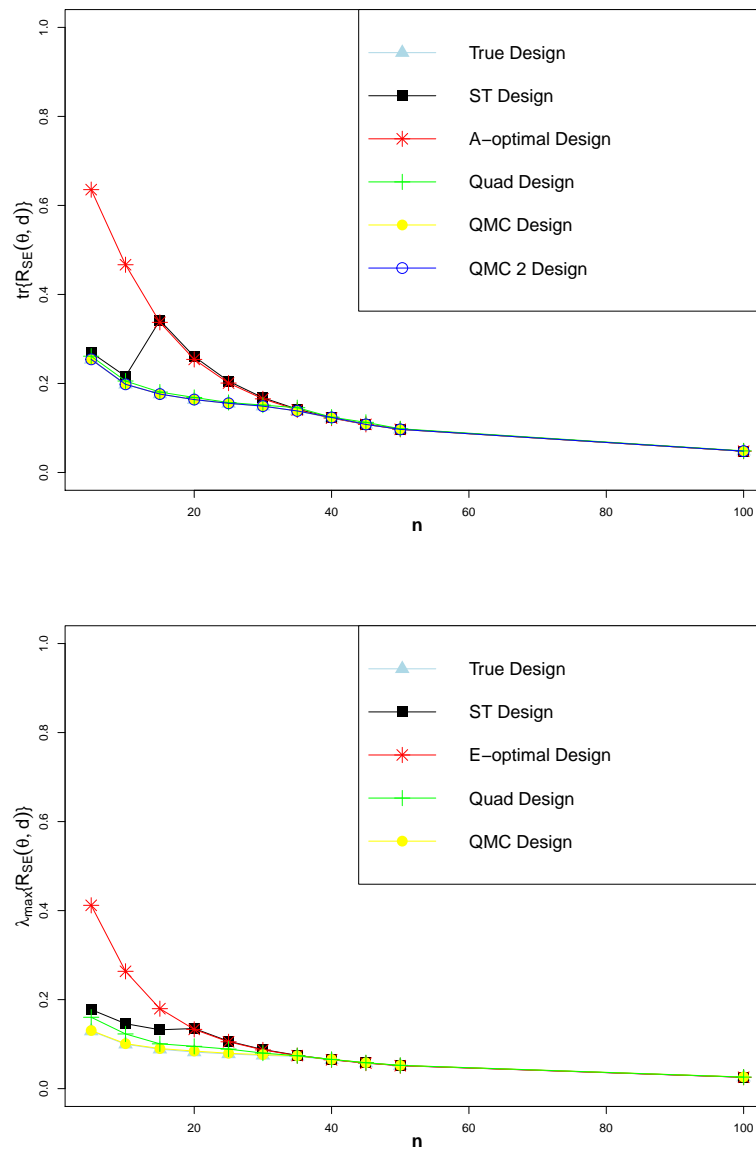 1.0
0.8
0.6
0.4
0.2
0.0
tr{R_SE(θ, d)}
True Design
ST Design
A−optimal Design
Quad Design
QMC Design
QMC 2 Design
20
40
60
80
100
n
1.0
0.8
0.6
0.4
0.2
0.0
λ_max{R_SE(θ, d)}
True Design
ST Design
E−optimal Design
Quad Design
QMC Design
20
40
60
80
100
n